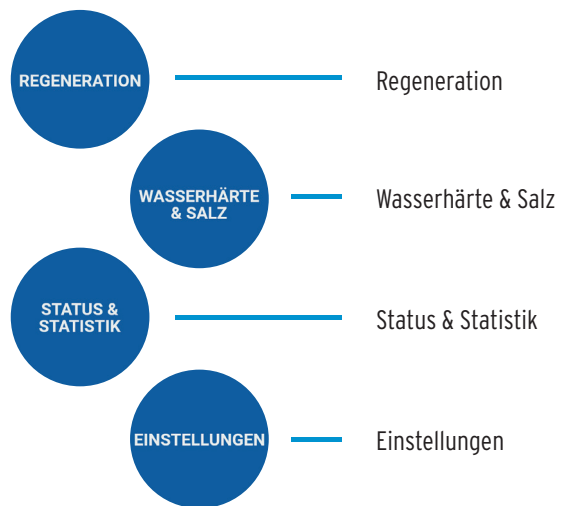 REGENERATION
Regeneration
WASSERHÄRTE
& SALZ
Wasserhärte & Salz
STATUS &
STATISTIK
Status & Statistik
EINSTELLUNGEN
Einstellungen